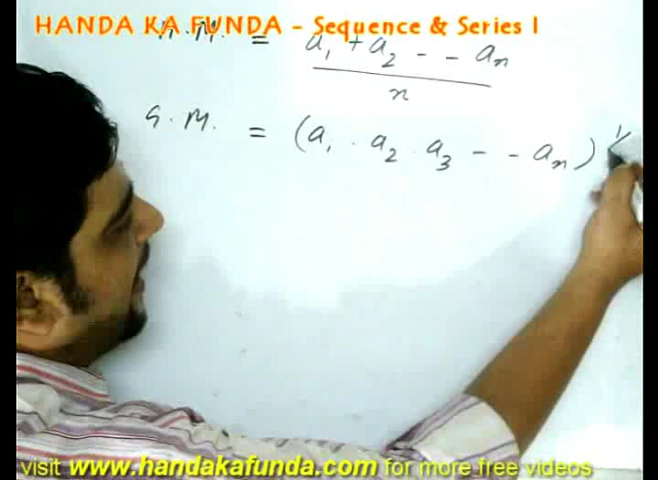 HANDA KA FUNDA - Sequence & Series I
A.M. = a₁ + a₂ - - aₙ
n
G.M. = (a₁ . a₂ . a₃ - - aₙ) 1/
visit www.handakafunda.com for more free videos